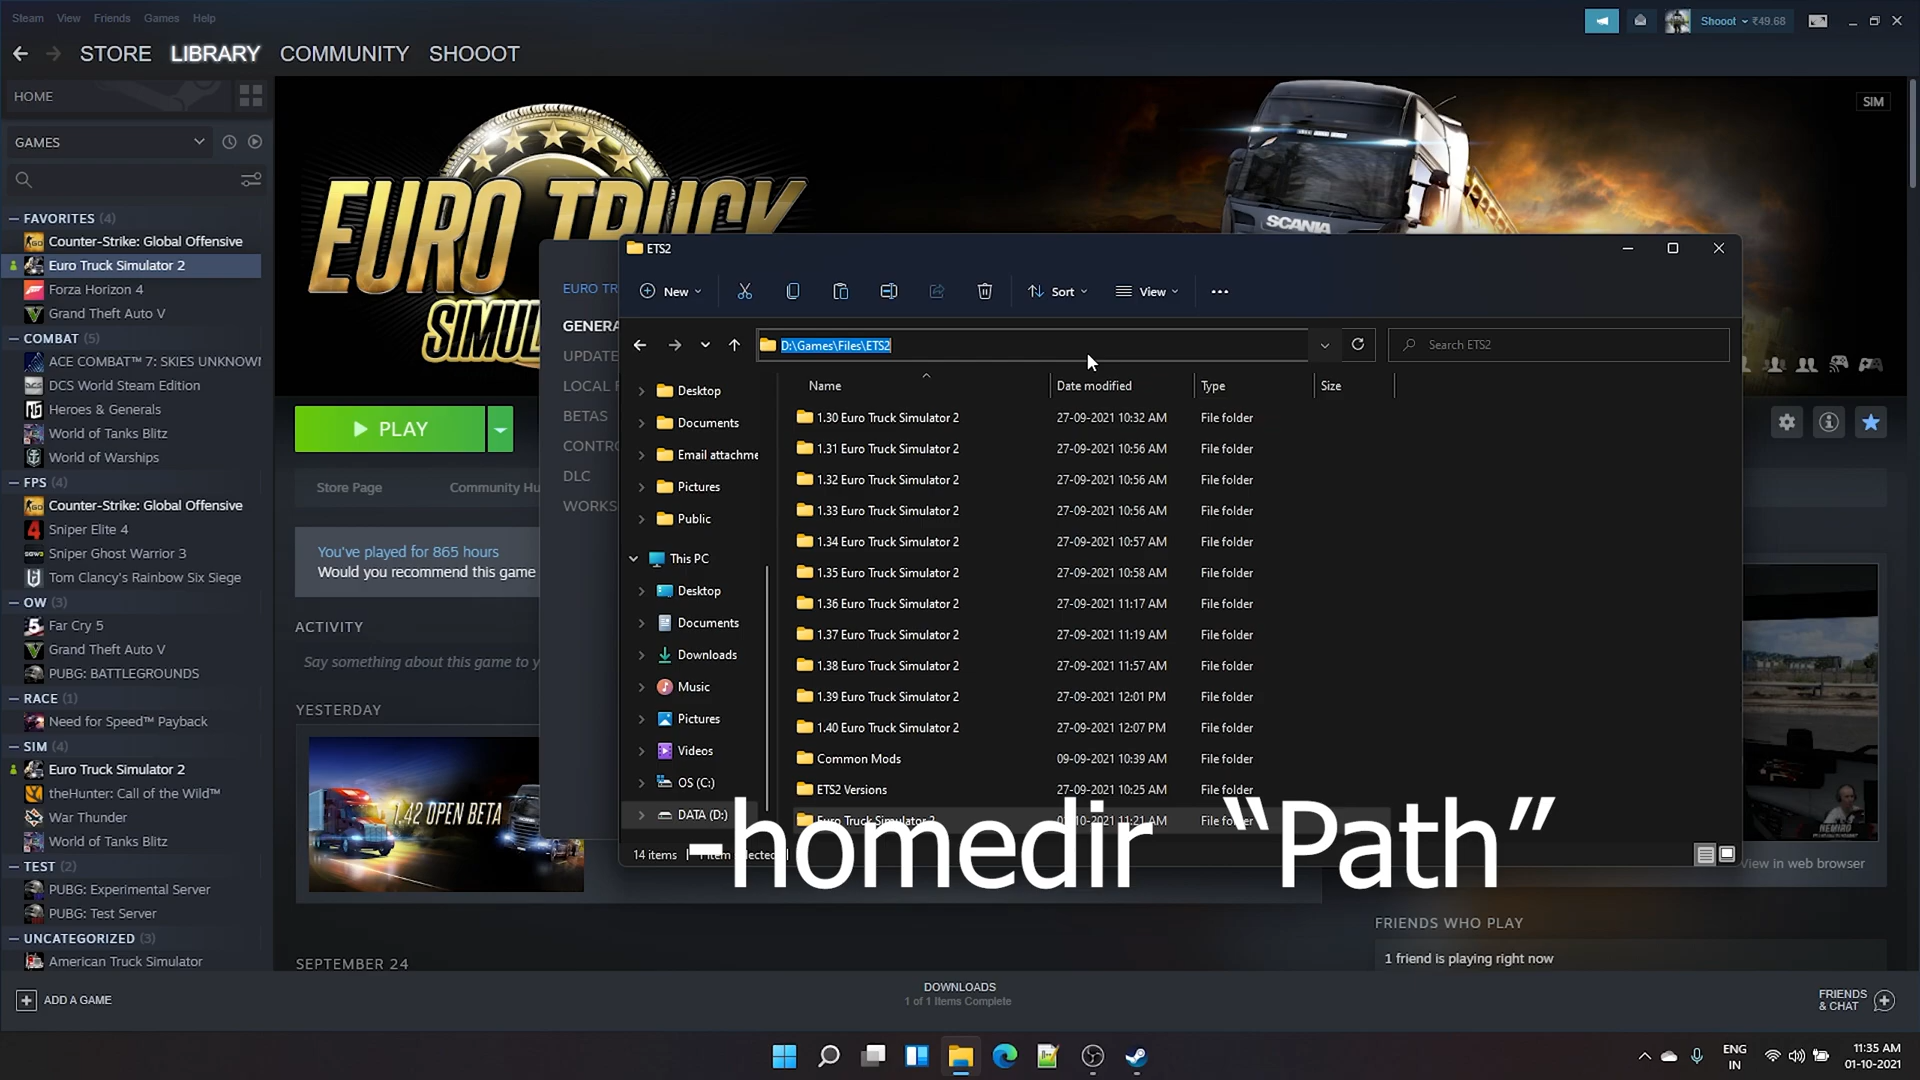 Steam View Friends Games Help
Shooot ₹49.68
STORE LIBRARY COMMUNITY SHOOOT
HOME
GAMES
FAVORITES (4)
Counter-Strike: Global Offensive
Euro Truck Simulator 2
Forza Horizon 4
Grand Theft Auto V
COMBAT (5)
ACE COMBAT™ 7: SKIES UNKNOWN
DCS World Steam Edition
Heroes & Generals
World of Tanks Blitz
World of Warships
FPS (4)
Counter-Strike: Global Offensive
Sniper Elite 4
Sniper Ghost Warrior 3
Tom Clancy's Rainbow Six Siege
OW (3)
Far Cry 5
Grand Theft Auto V
PUBG: BATTLEGROUNDS
RACE (1)
Need for Speed™ Payback
SIM (4)
Euro Truck Simulator 2
theHunter: Call of the Wild™
War Thunder
World of Tanks Blitz
TEST (2)
PUBG: Experimental Server
PUBG: Test Server
UNCATEGORIZED (3)
American Truck Simulator
ADD A GAME
SIM
EURO TRUCK
SIMUL
SCANIA
PLAY
Store Page Community Hu
You've played for 865 hours
Would you recommend this game
ACTIVITY
Say something about this game to y
YESTERDAY
1.42 OPEN BETA
SEPTEMBER 24
EURO TR
GENERA
UPDATE
LOCAL F
BETAS
CONTRO
DLC
WORKS
ETS2
New Sort View
D:\Games\Files\ETS2
Search ETS2
Desktop
Documents
Email attachme
Pictures
Public
This PC
Desktop
Documents
Downloads
Music
Pictures
Videos
OS (C:)
DATA (D:)
Name Date modified Type Size
1.30 Euro Truck Simulator 2 27-09-2021 10:32 AM File folder
1.31 Euro Truck Simulator 2 27-09-2021 10:56 AM File folder
1.32 Euro Truck Simulator 2 27-09-2021 10:56 AM File folder
1.33 Euro Truck Simulator 2 27-09-2021 10:56 AM File folder
1.34 Euro Truck Simulator 2 27-09-2021 10:57 AM File folder
1.35 Euro Truck Simulator 2 27-09-2021 10:58 AM File folder
1.36 Euro Truck Simulator 2 27-09-2021 11:17 AM File folder
1.37 Euro Truck Simulator 2 27-09-2021 11:19 AM File folder
1.38 Euro Truck Simulator 2 27-09-2021 11:57 AM File folder
1.39 Euro Truck Simulator 2 27-09-2021 12:01 PM File folder
1.40 Euro Truck Simulator 2 27-09-2021 12:07 PM File folder
Common Mods 09-09-2021 10:39 AM File folder
ETS2 Versions 27-09-2021 10:25 AM File folder
Euro Truck Simulator 2 11:21 AM File folder
14 items 1 item selected
-homedir “Path”
View in web browser
FRIENDS WHO PLAY
1 friend is playing right now
DOWNLOADS
1 of 1 Items Complete
FRIENDS
& CHAT
ENG
IN
11:35 AM
01-10-2021